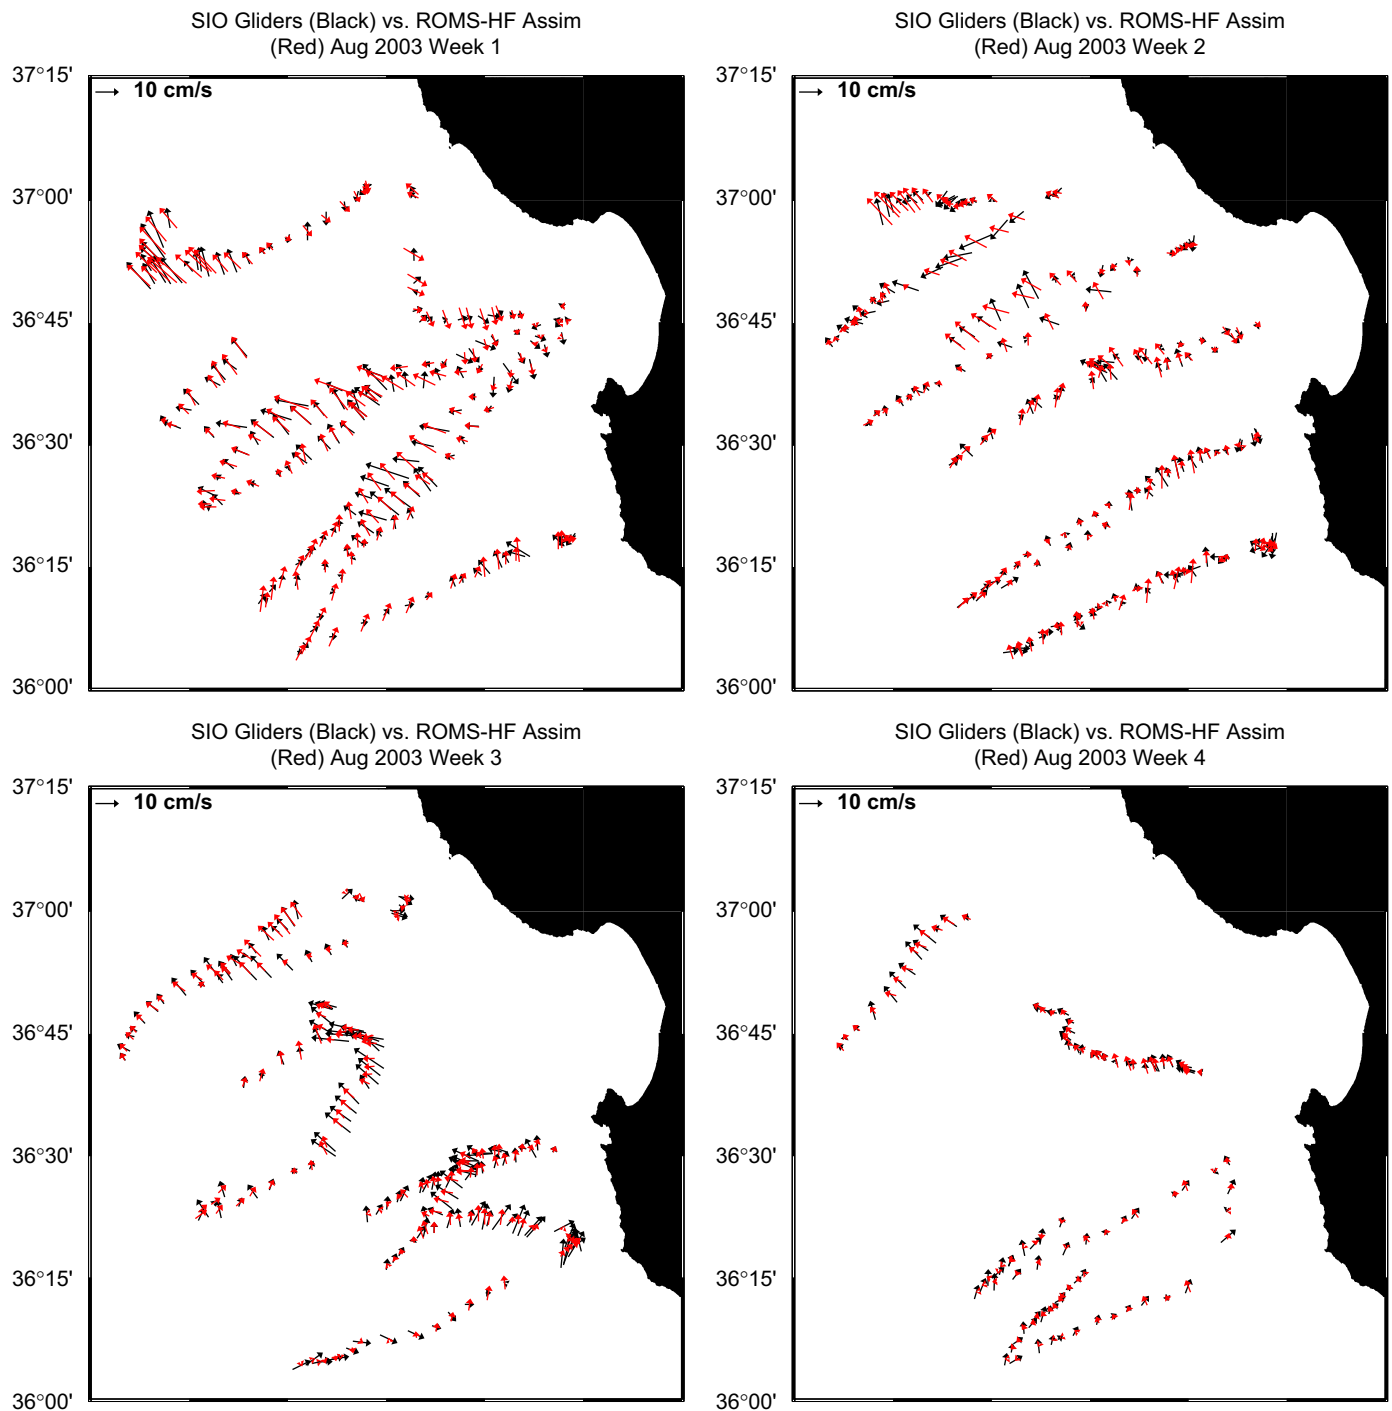 SIO Gliders (Black) vs. ROMS-HF Assim
(Red) Aug 2003 Week 1
37°15'
10 cm/s
37°00'
36°45'
36°30'
36°15'
36°00'
SIO Gliders (Black) vs. ROMS-HF Assim
(Red) Aug 2003 Week 2
37°15'
10 cm/s
37°00'
36°45'
36°30'
36°15'
36°00'
SIO Gliders (Black) vs. ROMS-HF Assim
(Red) Aug 2003 Week 3
37°15'
10 cm/s
37°00'
36°45'
36°30'
36°15'
36°00'
SIO Gliders (Black) vs. ROMS-HF Assim
(Red) Aug 2003 Week 4
37°15'
10 cm/s
37°00'
36°45'
36°30'
36°15'
36°00'